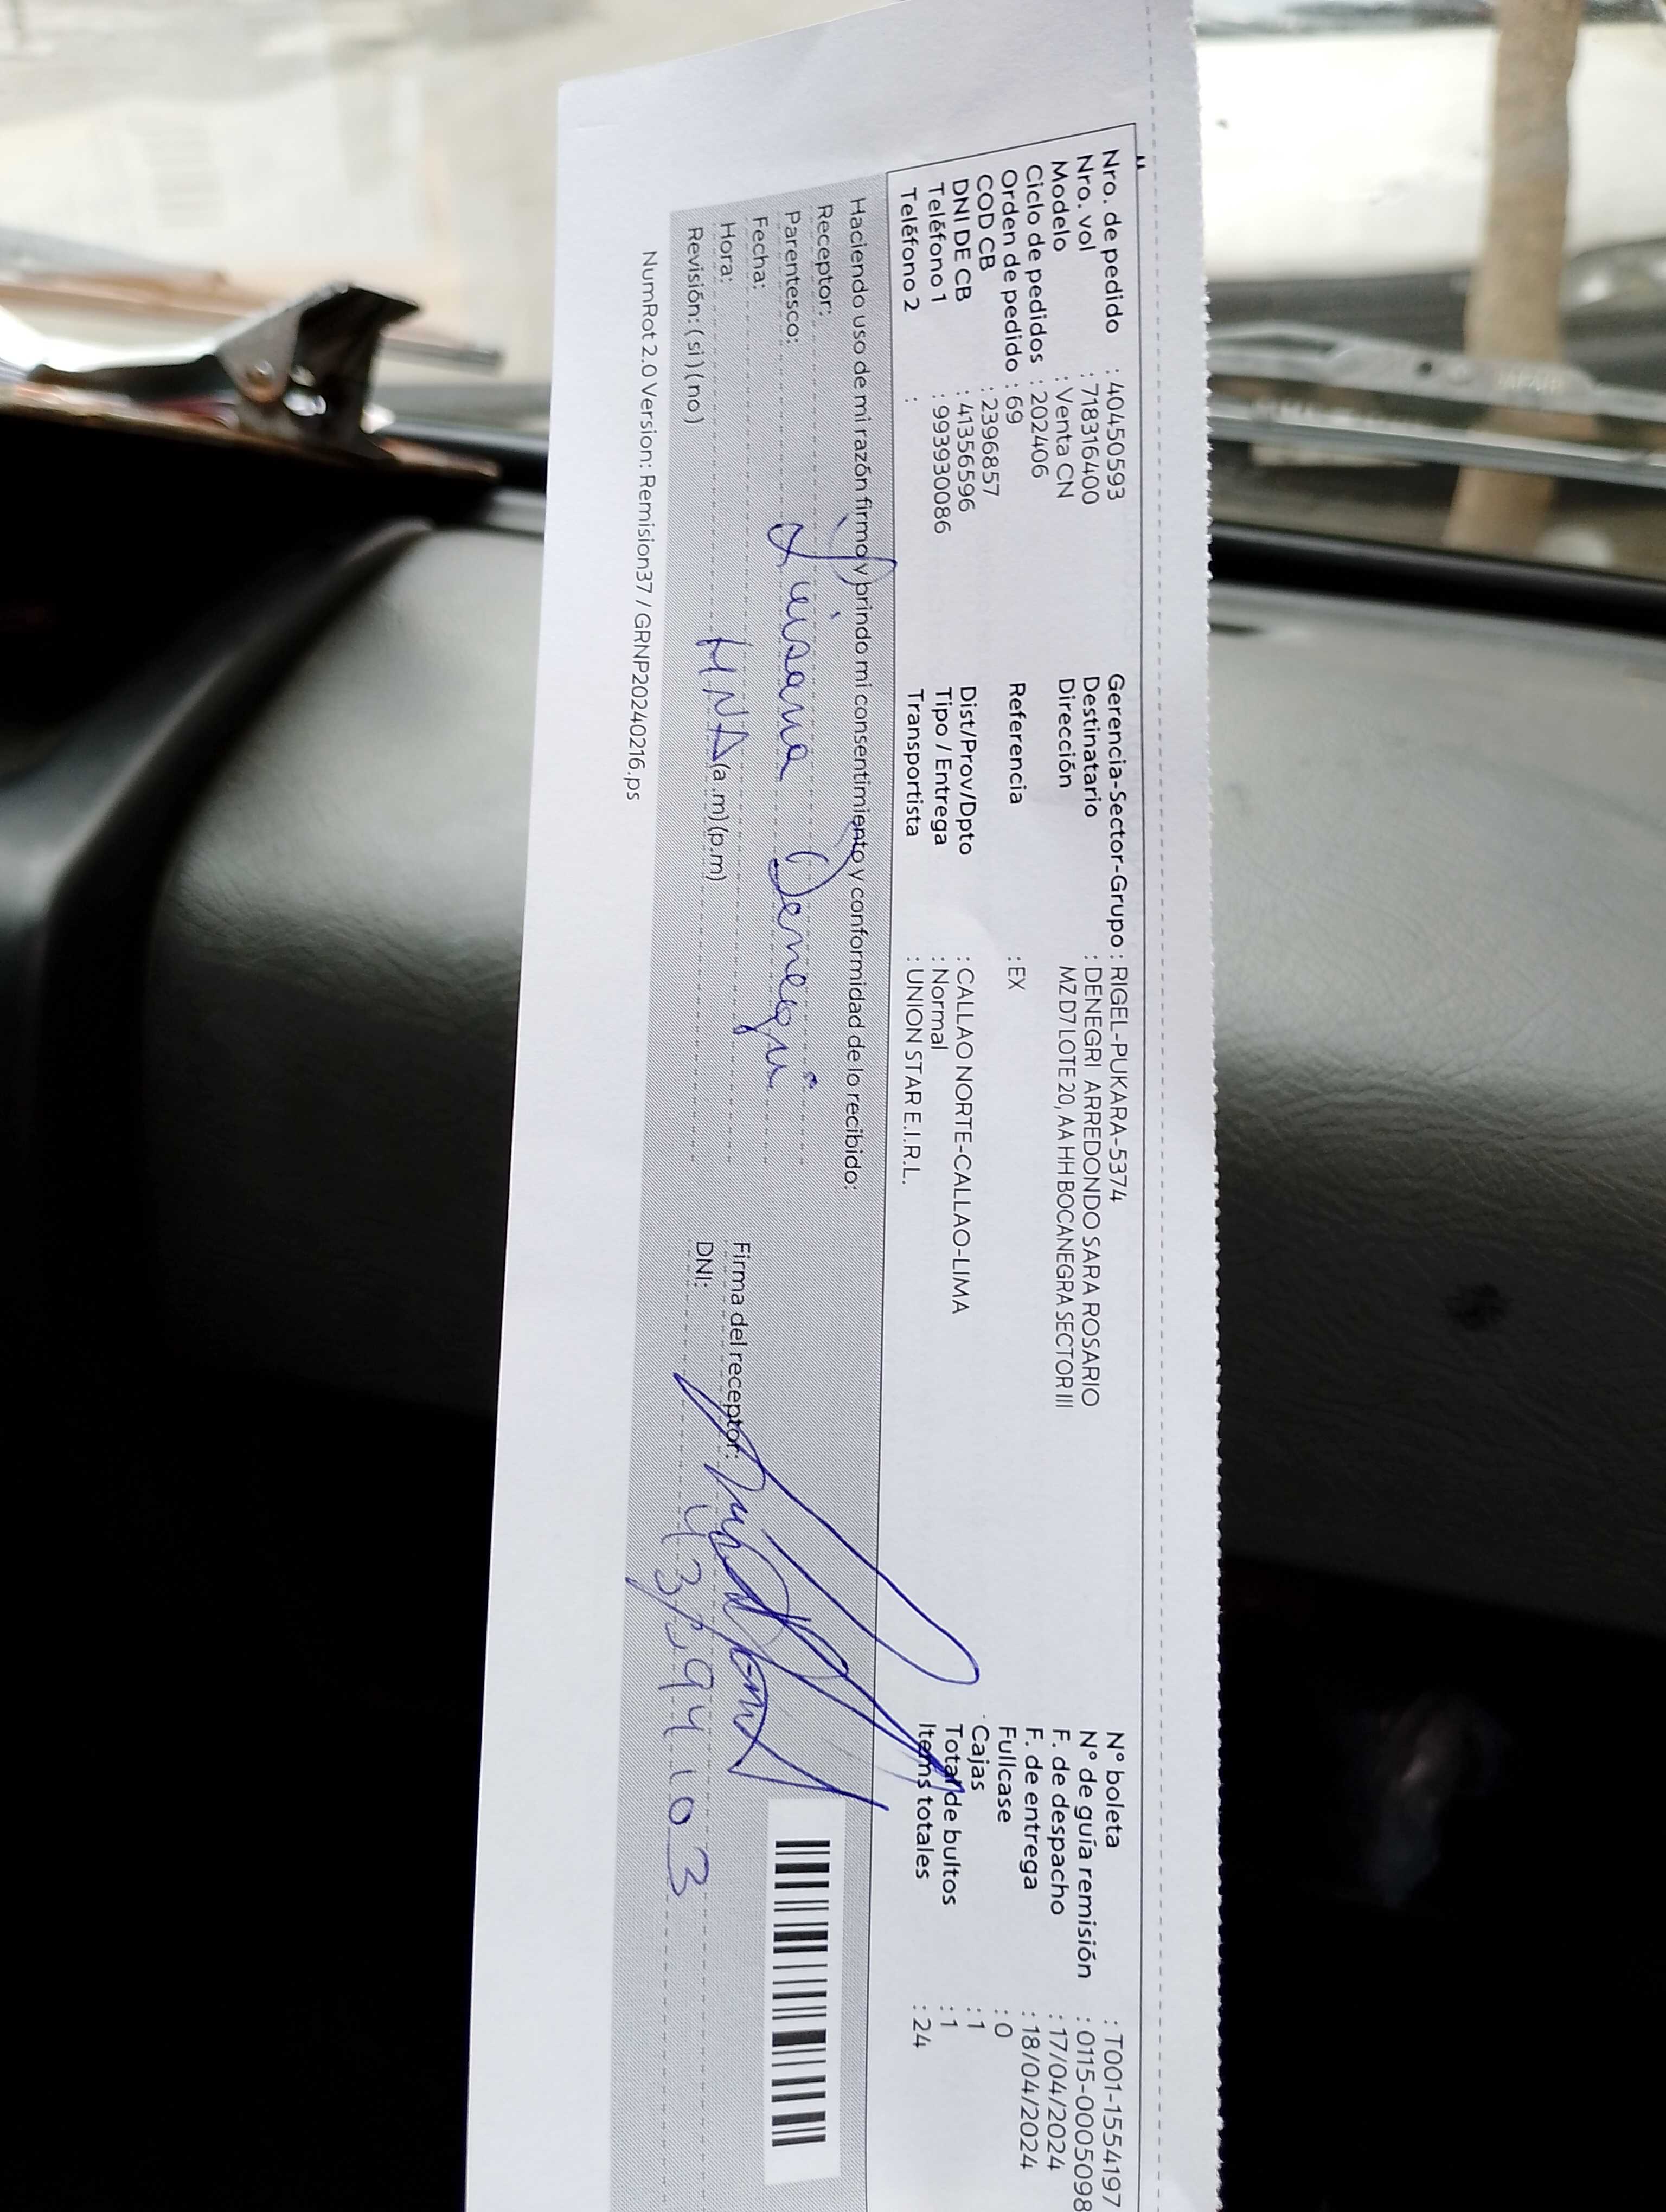 Nro. de pedido : 40450593
Nro. vol : 718316400
Modelo : Venta CN
Ciclo de pedidos : 202406
Orden de pedido : 69
COD CB : 2396857
DNI DE CB : 41356596
Teléfono 1 : 993930086
Teléfono 2 :
Gerencia-Sector-Grupo : RIGEL-PUKARA-5374
Destinatario : DENEGRI ARREDONDO SARA ROSARIO
Dirección MZ D7 LOTE 20, AA HH BOCANEGRA SECTOR III
Referencia : EX
Dist/Prov/Dpto : CALLAO NORTE-CALLAO-LIMA
Tipo / Entrega : Normal
Transportista : UNION STAR E.I.R.L.
N° boleta : T001-1554197
N° de guía remisión : 0115-0005098
F. de despacho : 17/04/2024
F. de entrega : 18/04/2024
Fullcase : 0
Cajas : 1
Total de bultos : 1
Items totales : 24
Haciendo uso de mi razón firmo y brindo mi consentimiento y conformidad de lo recibido:
Receptor:
Parentesco: Luisana Denegri
Fecha:
Hora: HNA (a.m)(p.m)
Revisión: (si)(no)
Firma del receptor:
DNI:
NumRot 2.0 Version: Remision37 / GRNP20240216.ps